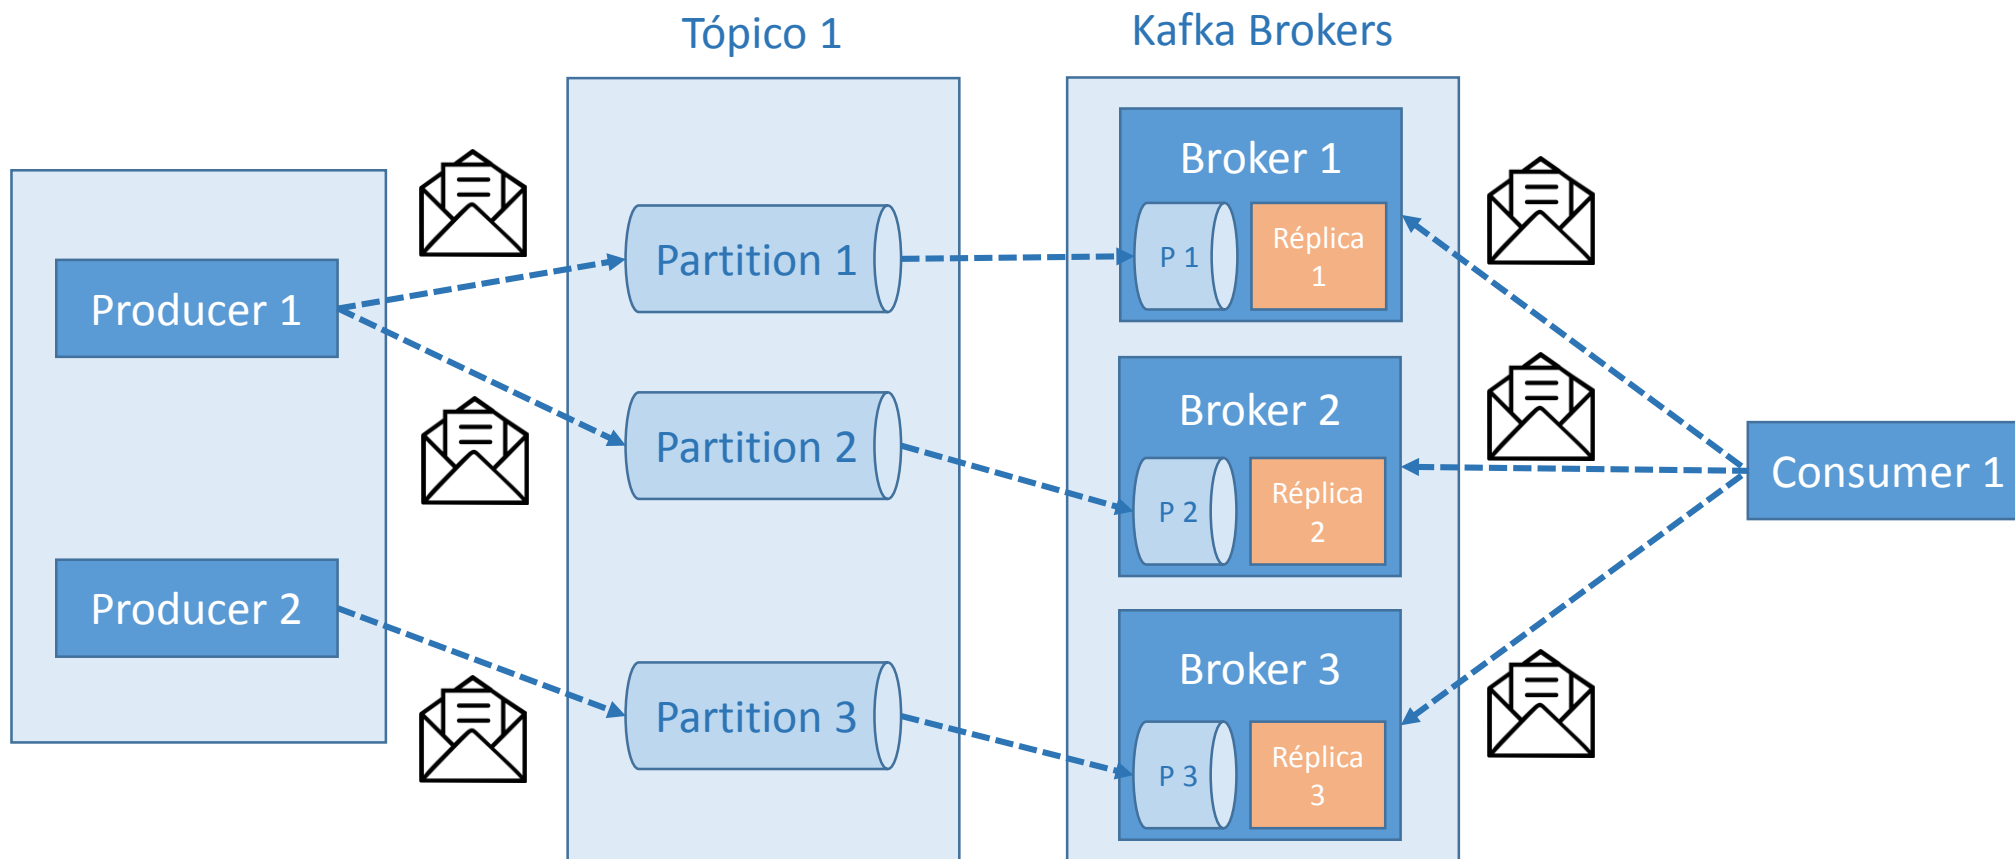 Tópico 1
Kafka Brokers
Producer 1
Producer 2
Partition 1
Partition 2
Partition 3
Broker 1
P 1
Réplica
1
Broker 2
P 2
Réplica
2
Broker 3
P 3
Réplica
3
Consumer 1